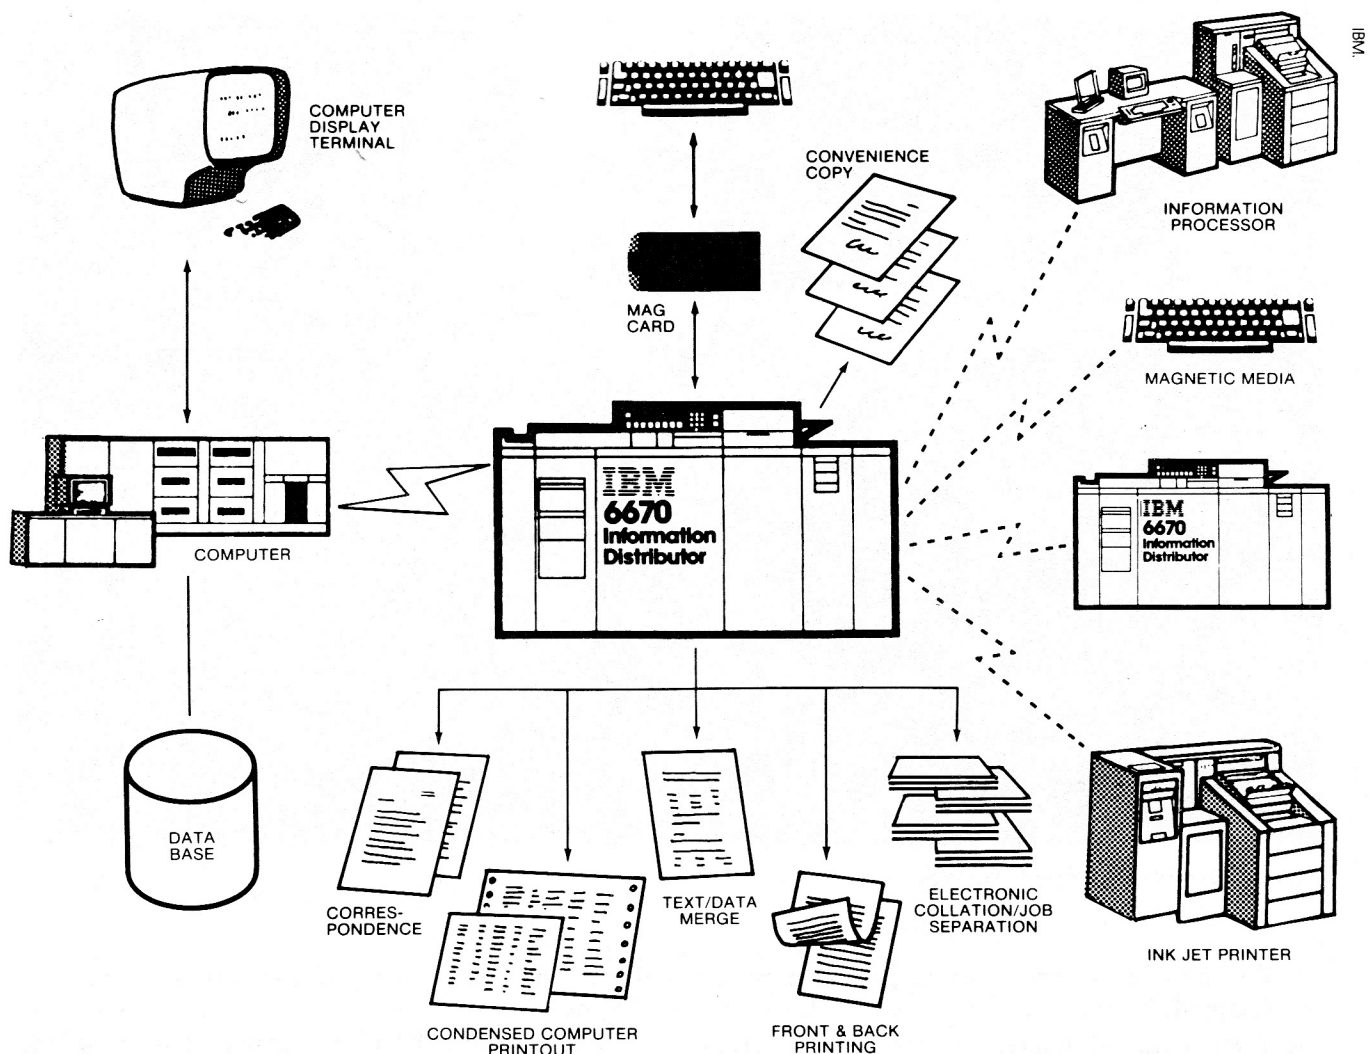 IBM.
COMPUTER
DISPLAY
TERMINAL
CONVENIENCE
COPY
INFORMATION
PROCESSOR
MAG
CARD
MAGNETIC MEDIA
IBM
6670
Information
Distributor
IBM
6670
Information
Distributor
COMPUTER
DATA
BASE
CORRES-
PONDENCE
CONDENSED COMPUTER
PRINTOUT
TEXT/DATA
MERGE
FRONT & BACK
PRINTING
ELECTRONIC
COLLATION/JOB
SEPARATION
INK JET PRINTER